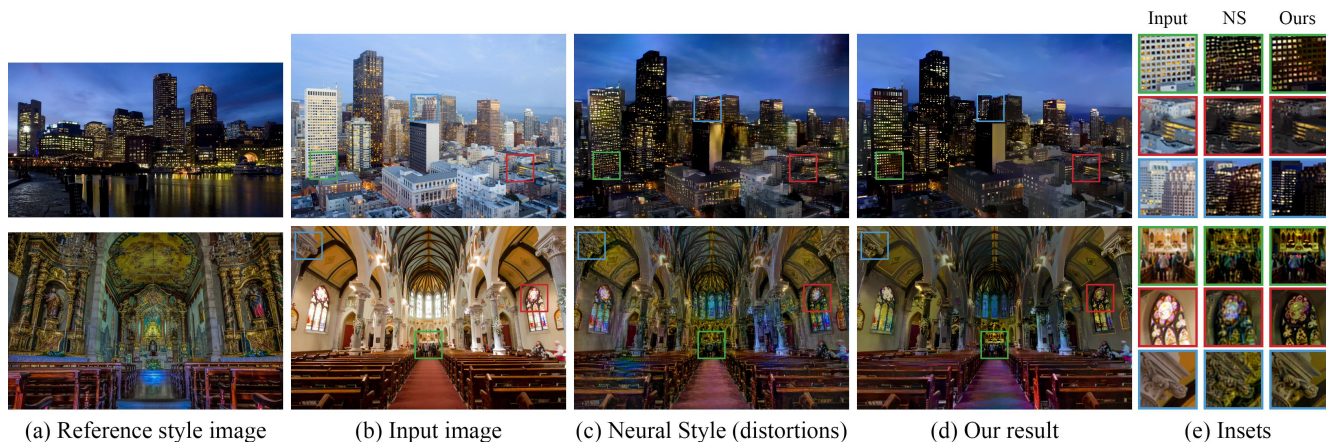 Input NS Ours
(a) Reference style image (b) Input image (c) Neural Style (distortions) (d) Our result (e) Insets